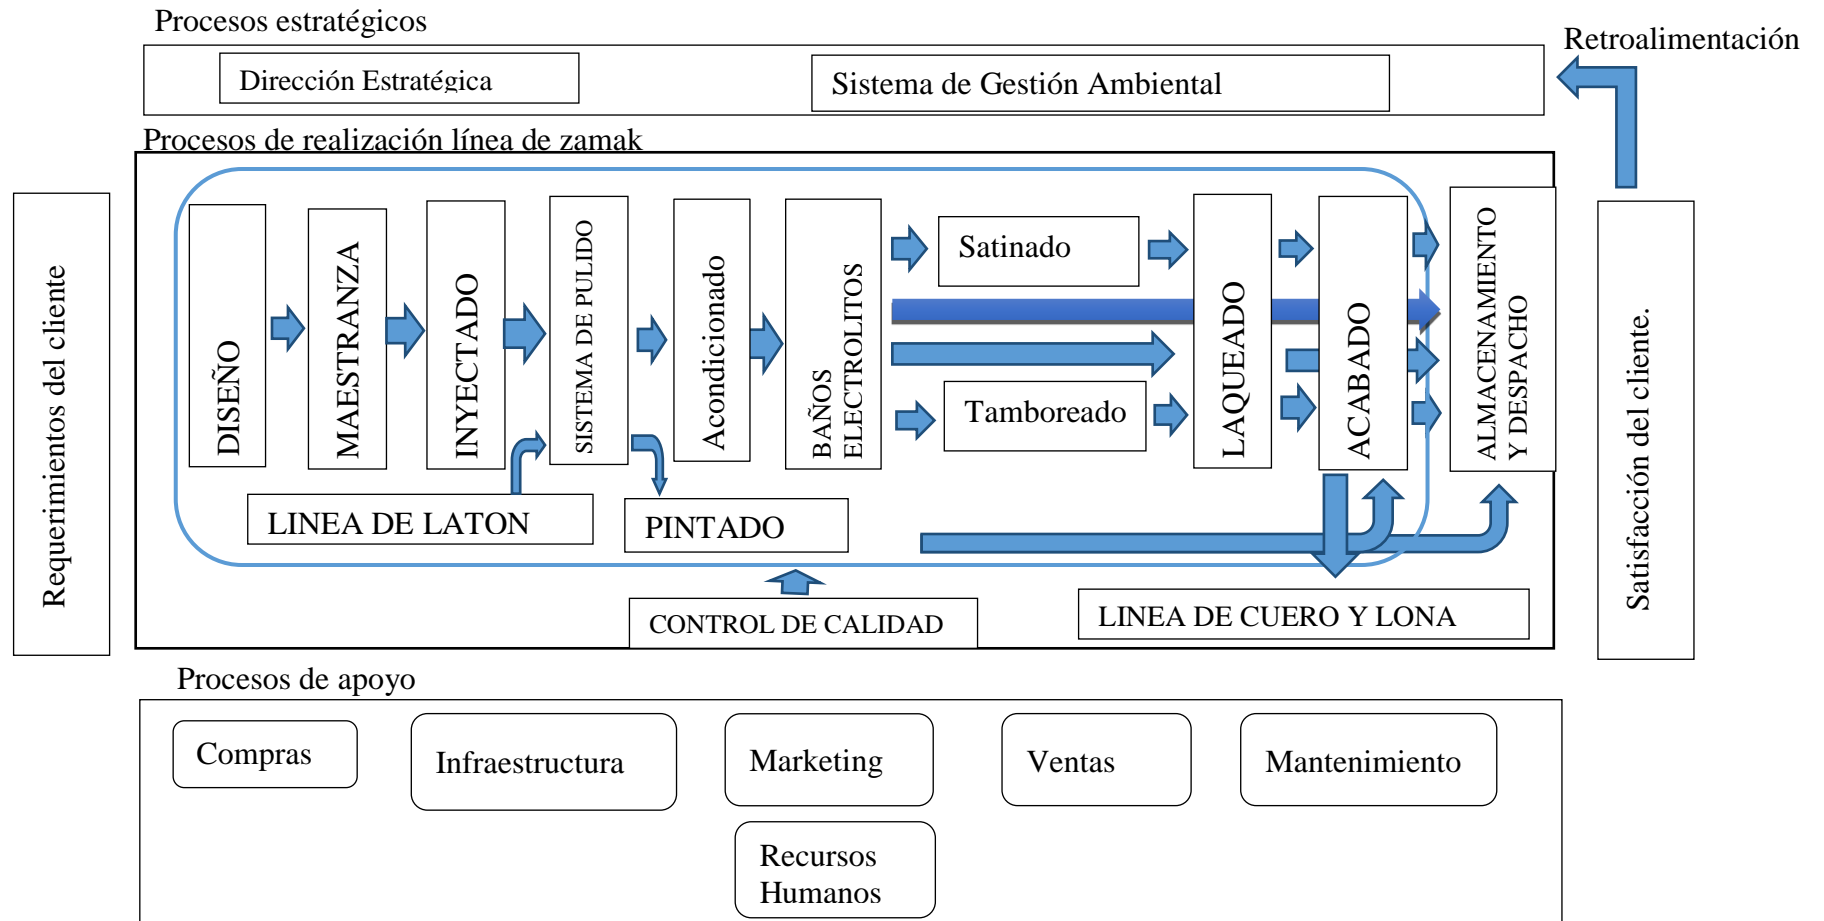 Procesos estratégicos
Retroalimentación
Dirección Estratégica
Sistema de Gestión Ambiental
Procesos de realización línea de zamak
Requerimientos del cliente
DISEÑO
MAESTRANZA
INYECTADO
SISTEMA DE PULIDO
Acondicionado
BAÑOS
ELECTROLITOS
Satinado
Tamboreado
LAQUEADO
ACABADO
ALMACENAMIENTO
Y DESPACHO
Satisfacción del cliente.
LINEA DE LATON
PINTADO
CONTROL DE CALIDAD
LINEA DE CUERO Y LONA
Procesos de apoyo
Compras
Infraestructura
Marketing
Ventas
Mantenimiento
Recursos
Humanos